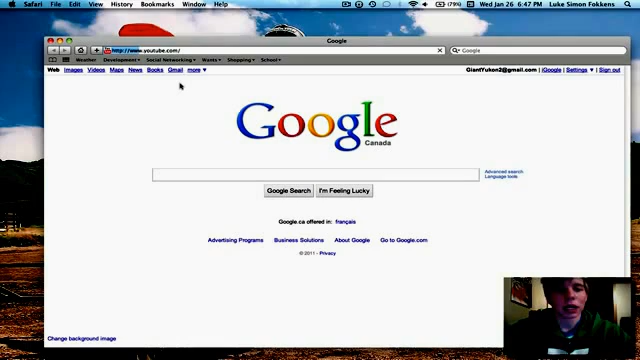 Safari File Edit View History Bookmarks Window Help (79%) Wed Jan 26 6:47 PM Luke Simon Fokkens
Google
http://www.youtube.com/ Google
Weather Development Social Networking Wants Shopping School
Web Images Videos Maps News Books Gmail more GiantYukon2@gmail.com | iGoogle | Settings | Sign out
Google
Canada
Advanced search
Language tools
Google Search I'm Feeling Lucky
Google.ca offered in: français
Advertising Programs Business Solutions About Google Go to Google.com
© 2011 - Privacy
Change background image